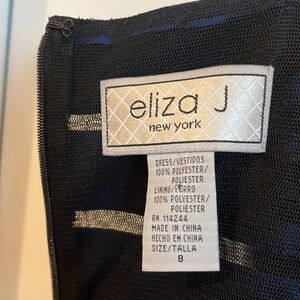 eliza J
new york
DRESS/VESTIDOS
100% POLYESTER/
POLIESTER
LINING/FORRO
100% POLYESTER/
POLIESTER
RN 114244
MADE IN CHINA
HECHO EN CHINA
SIZE/TALLA
8